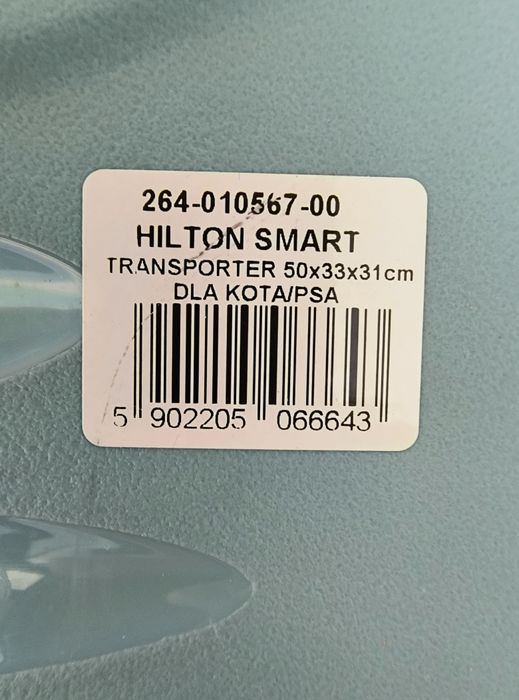 264-010567-00
HILTON SMART
TRANSPORTER 50x33x31cm
DLA KOTA/PSA
5 902205 066643